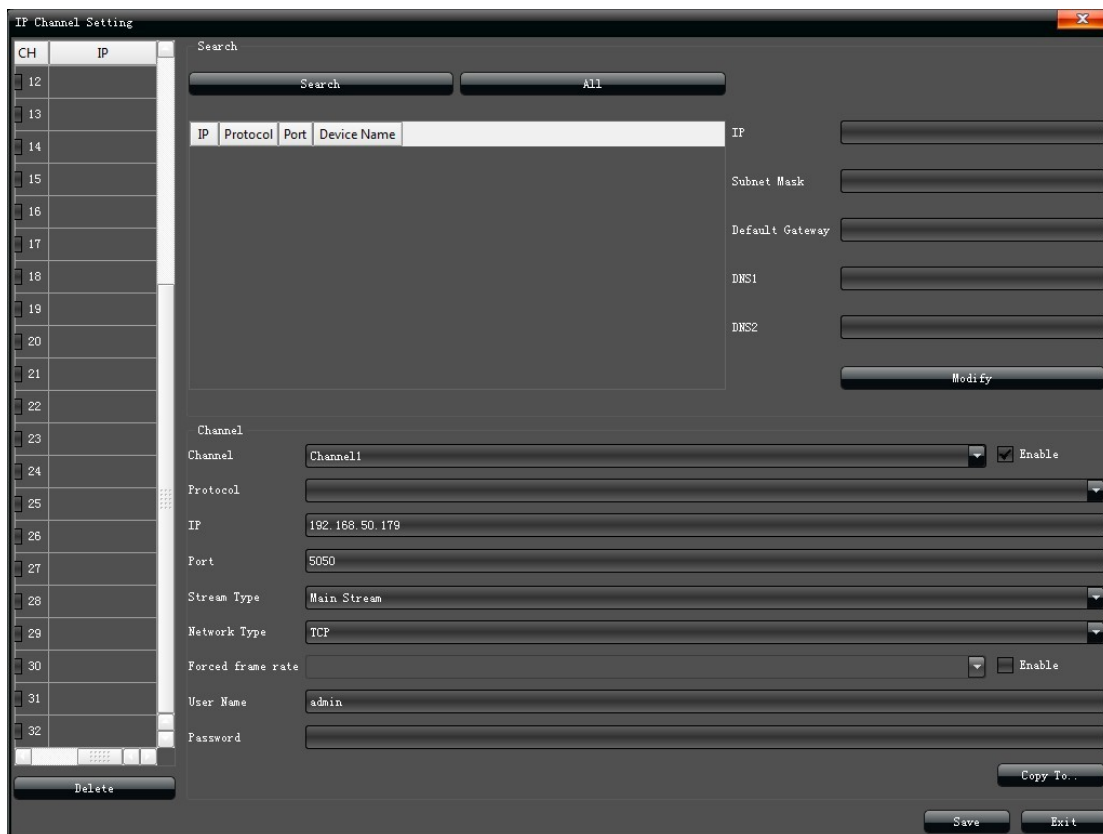 IP Channel Setting
CH IP
12
13
14
15
16
17
18
19
20
21
22
23
24
25
26
27
28
29
30
31
32
Delete
Search
Search All
IP Protocol Port Device Name
IP
Subnet Mask
Default Gateway
DNS1
DNS2
Modify
Channel
Channel Channel1 Enable
Protocol
IP 192.168.50.179
Port 5050
Stream Type Main Stream
Network Type TCP
Forced frame rate Enable
User Name admin
Password
Copy To..
Save Exit